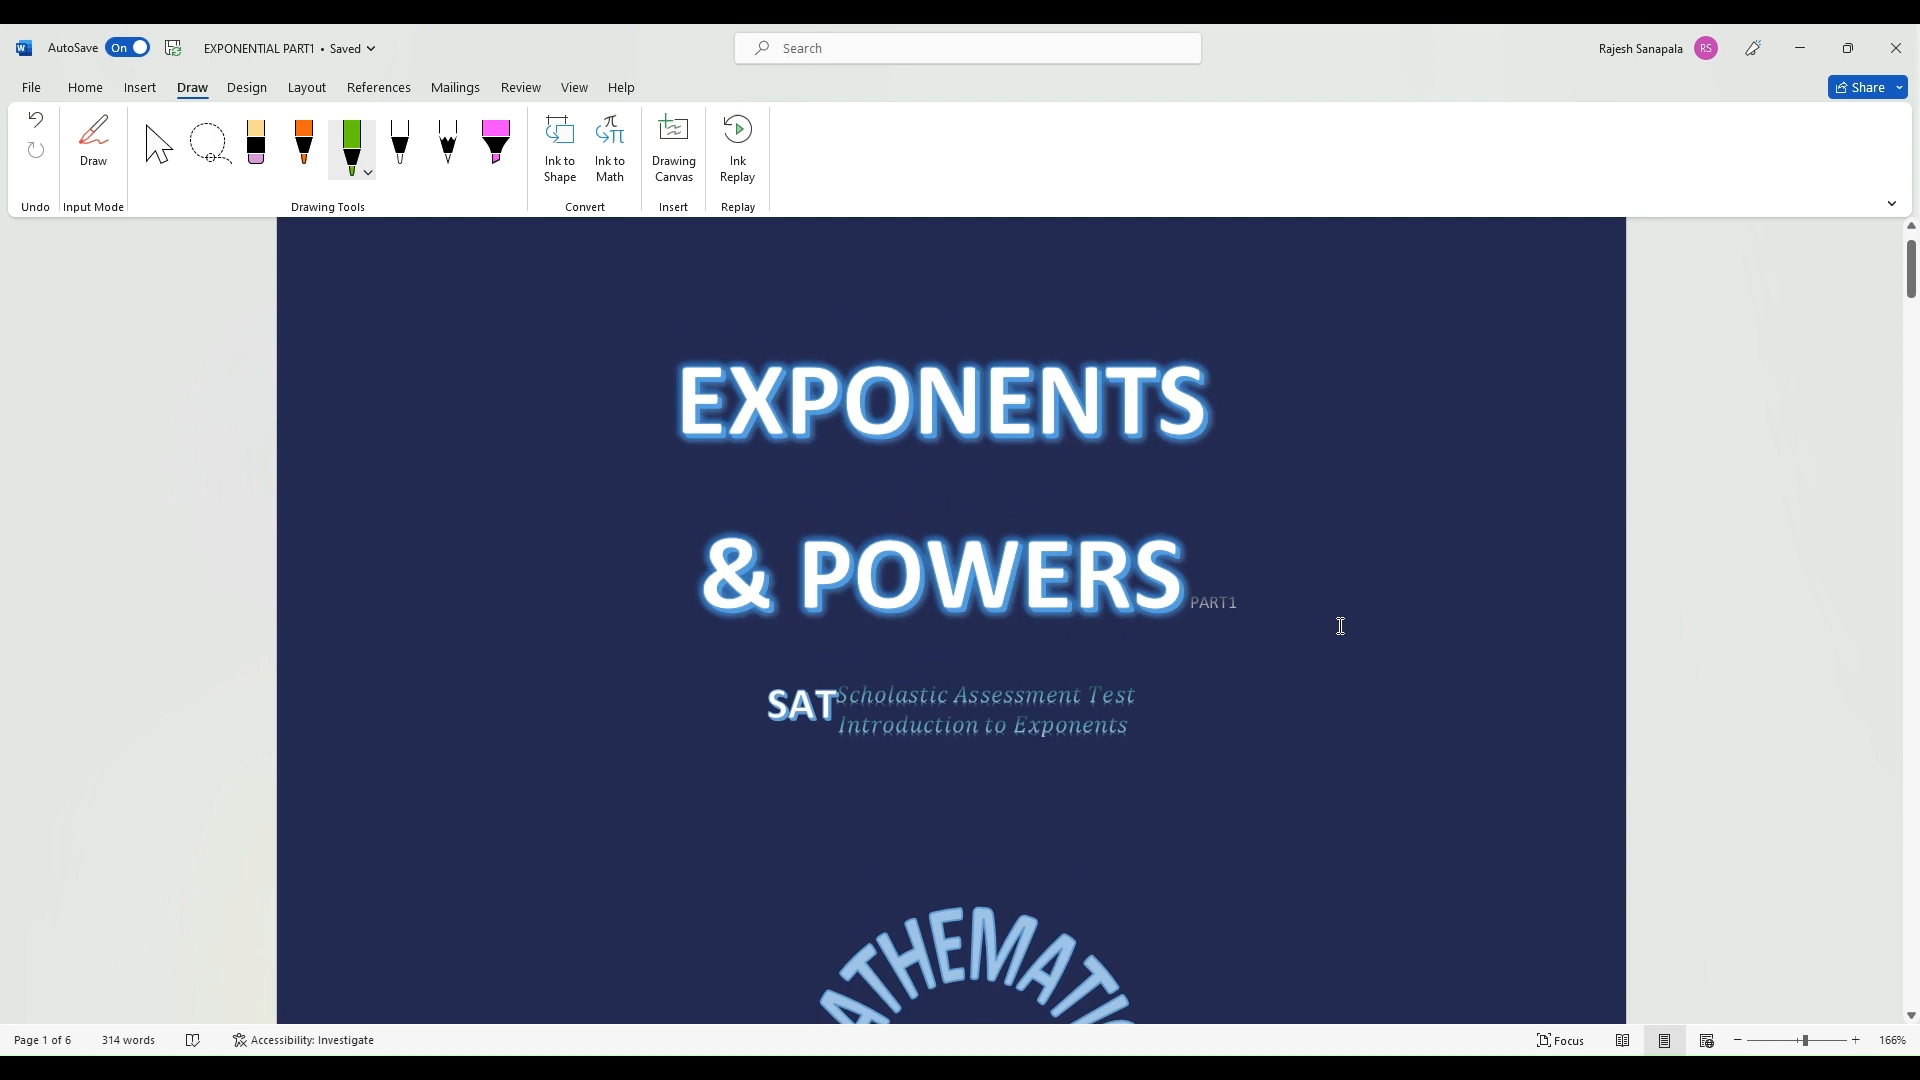 AutoSave On EXPONENTIAL PART1 • Saved Search Rajesh Sanapala RS
File Home Insert Draw Design Layout References Mailings Review View Help Share
Draw
Ink to Shape
Ink to Math
Drawing Canvas
Ink Replay
Undo Input Mode Drawing Tools Convert Insert Replay
EXPONENTS
& POWERS PART1
SAT Scholastic Assessment Test
Introduction to Exponents
Page 1 of 6 314 words Accessibility: Investigate Focus 166%